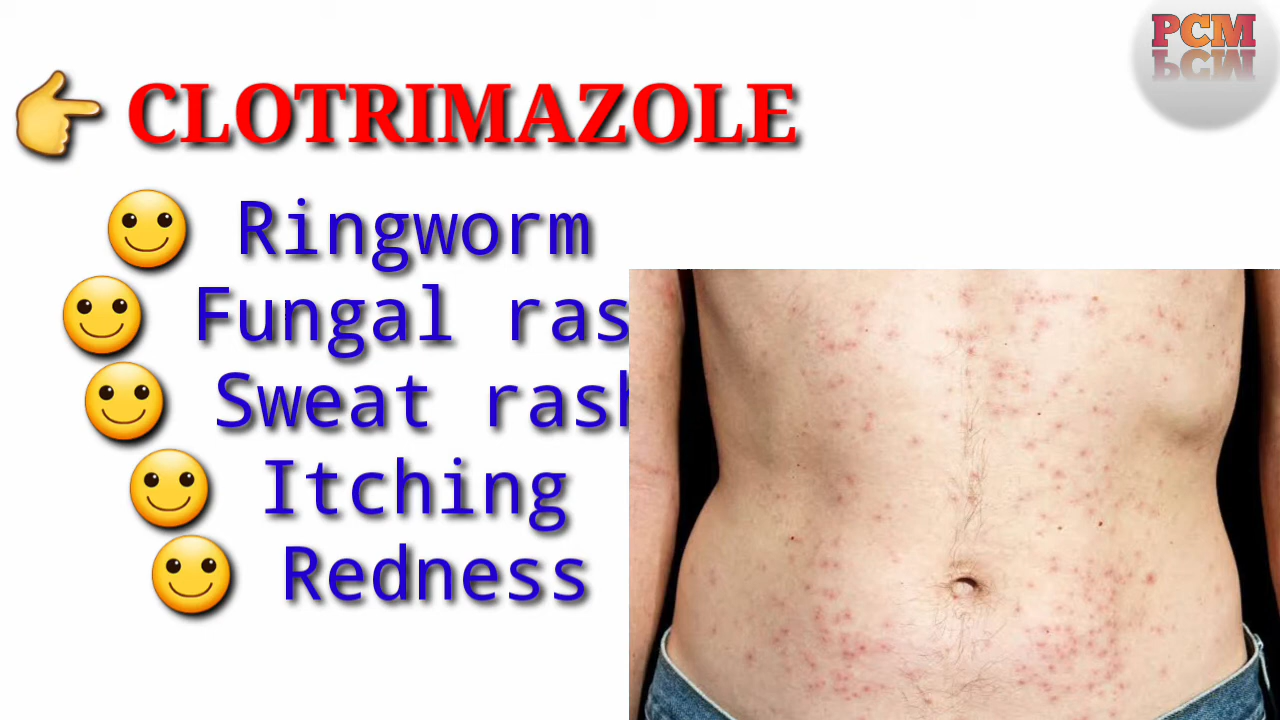 PCM
CLOTRIMAZOLE
Ringworm
Fungal ras
Sweat rash
Itching
Redness